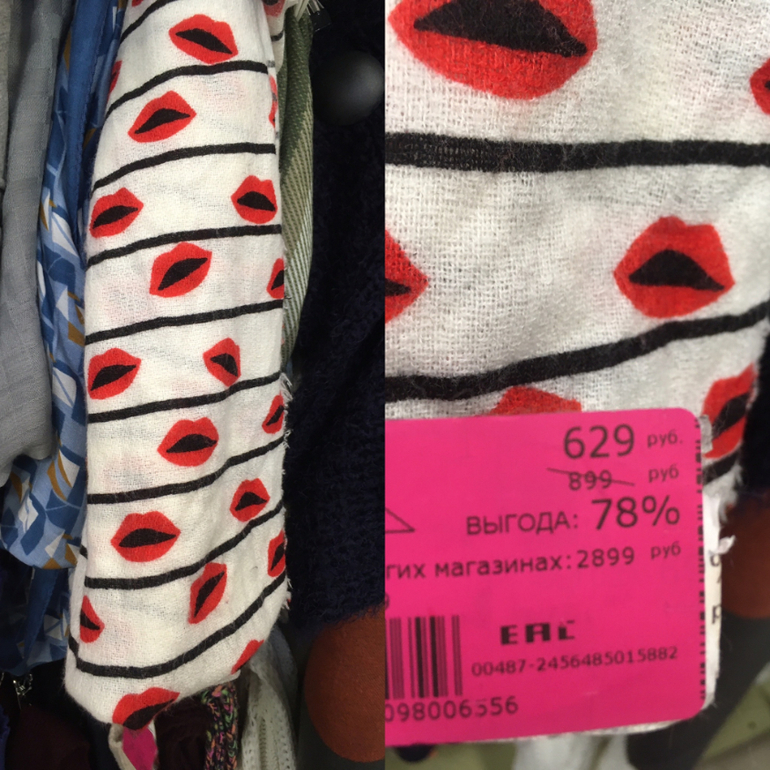 629 руб.
899 руб
ВЫГОДА: 78%
гих магазинах: 2899 руб
EAC
00487-2456485015882
098006556